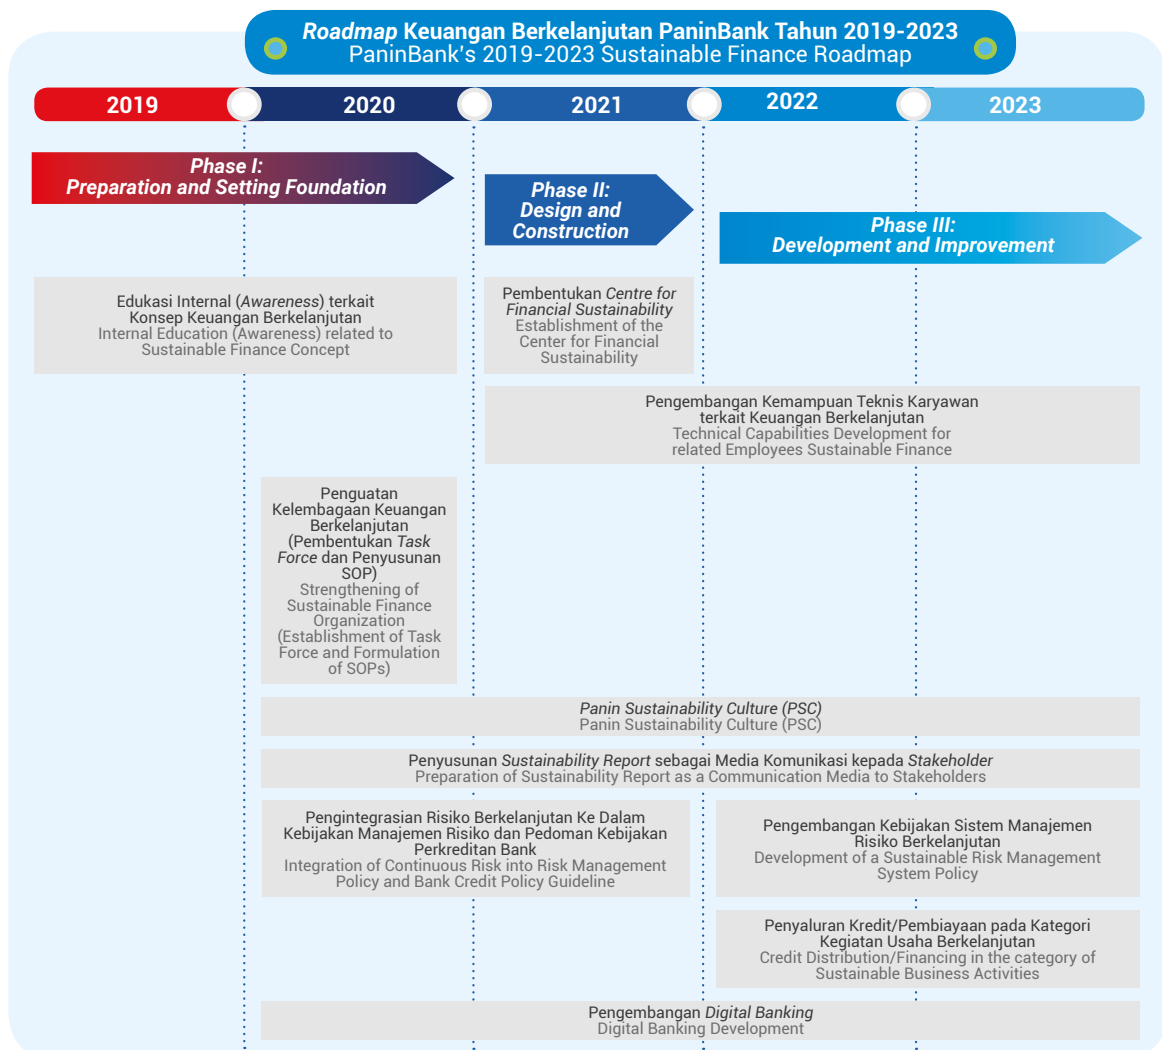 Roadmap Keuangan Berkelanjutan PaninBank Tahun 2019-2023
PaninBank's 2019-2023 Sustainable Finance Roadmap
2019
2020
2021
2022
2023
Phase I:
Preparation and Setting Foundation
Phase II:
Design and
Construction
Phase III:
Development and Improvement
Edukasi Internal (Awareness) terkait
Konsep Keuangan Berkelanjutan
Internal Education (Awareness) related to
Sustainable Finance Concept
Pembentukan Centre for
Financial Sustainability
Establishment of the
Center for Financial
Sustainability
Pengembangan Kemampuan Teknis Karyawan
terkait Keuangan Berkelanjutan
Technical Capabilities Development for
related Employees Sustainable Finance
Penguatan
Kelembagaan Keuangan
Berkelanjutan
(Pembentukan Task
Force dan Penyusunan
SOP)
Strengthening of
Sustainable Finance
Organization
(Establishment of Task
Force and Formulation
of SOPs)
Panin Sustainability Culture (PSC)
Panin Sustainability Culture (PSC)
Penyusunan Sustainability Report sebagai Media Komunikasi kepada Stakeholder
Preparation of Sustainability Report as a Communication Media to Stakeholders
Pengintegrasian Risiko Berkelanjutan Ke Dalam
Kebijakan Manajemen Risiko dan Pedoman Kebijakan
Perkreditan Bank
Integration of Continuous Risk into Risk Management
Policy and Bank Credit Policy Guideline
Pengembangan Kebijakan Sistem Manajemen
Risiko Berkelanjutan
Development of a Sustainable Risk Management
System Policy
Penyaluran Kredit/Pembiayaan pada Kategori
Kegiatan Usaha Berkelanjutan
Credit Distribution/Financing in the category of
Sustainable Business Activities
Pengembangan Digital Banking
Digital Banking Development